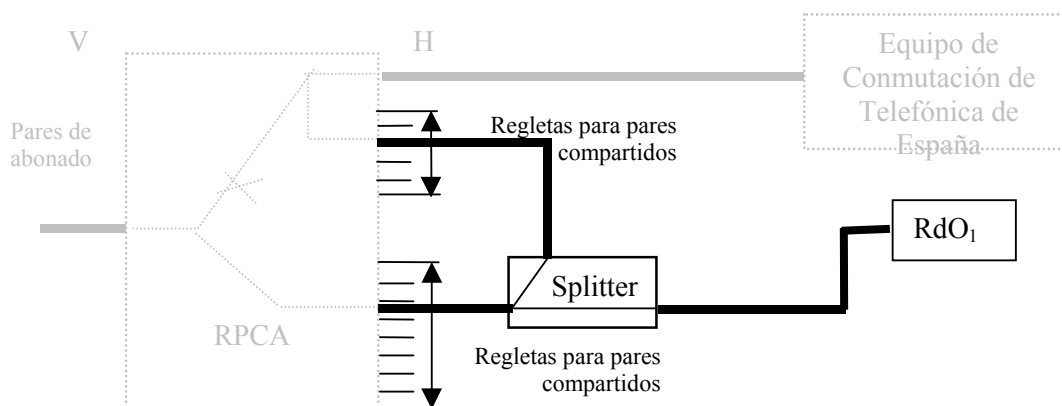 V
H
Equipo de
Conmutación de
Telefónica de
España
Pares de
abonado
Regletas para pares
compartidos
RdO1
Splitter
RPCA
Regletas para pares
compartidos